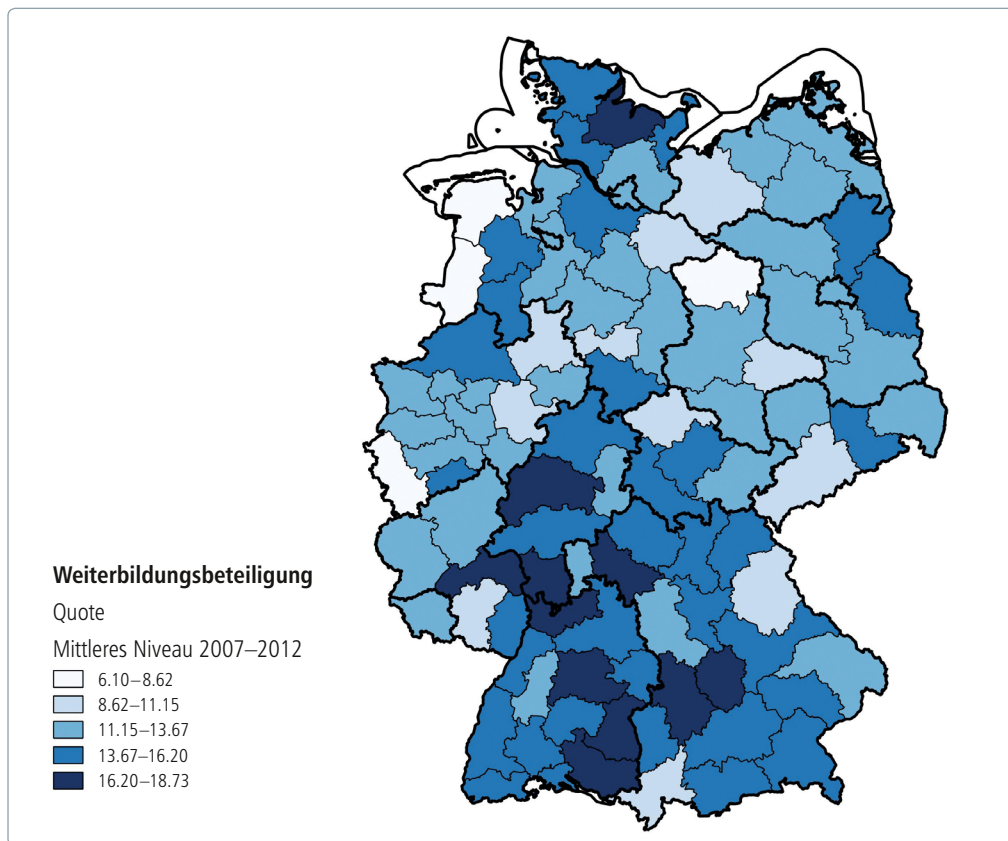 Weiterbildungsbeteiligung
Quote
Mittleres Niveau 2007–2012
6.10–8.62
8.62–11.15
11.15–13.67
13.67–16.20
16.20–18.73